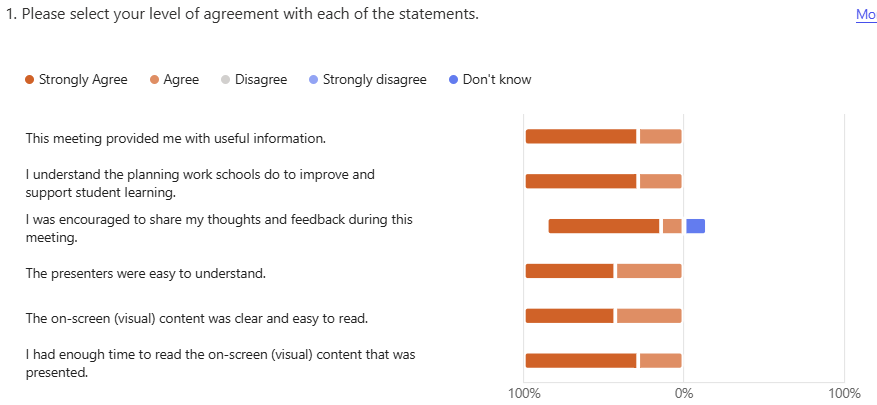 1. Please select your level of agreement with each of the statements.
Mo
Strongly Agree
Agree
Disagree
Strongly disagree
Don't know
This meeting provided me with useful information.
I understand the planning work schools do to improve and
support student learning.
I was encouraged to share my thoughts and feedback during this
meeting.
The presenters were easy to understand.
The on-screen (visual) content was clear and easy to read.
I had enough time to read the on-screen (visual) content that was
presented.
100%
0%
100%